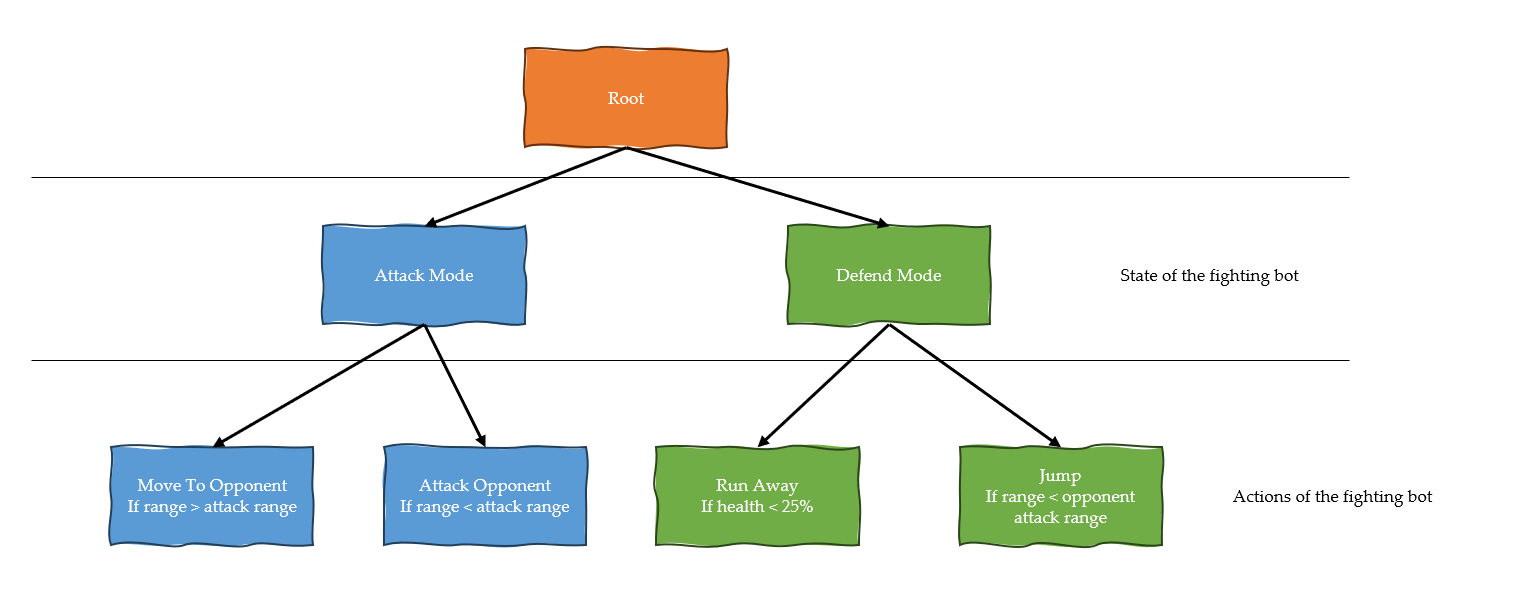 Root
Attack Mode
Defend Mode
State of the fighting bot
Move To Opponent
If range > attack range
Attack Opponent
If range < attack range
Run Away
If health < 25%
Jump
If range < opponent
attack range
Actions of the fighting bot